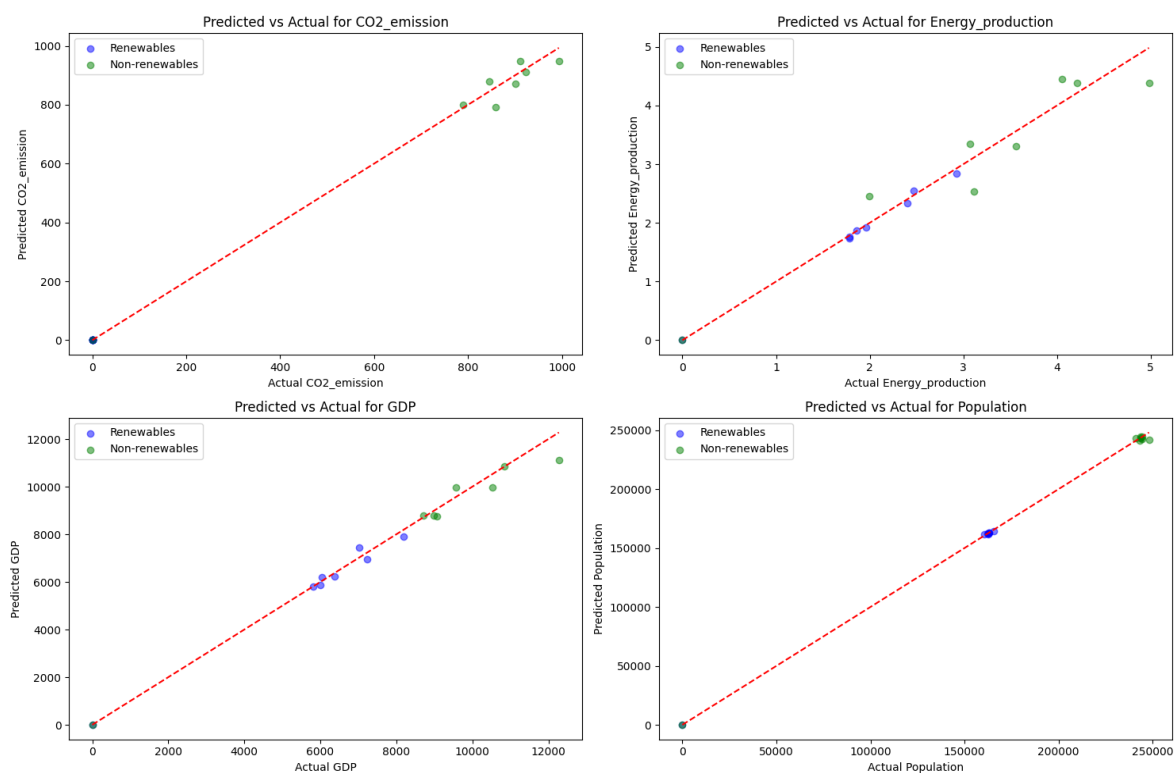 Predicted vs Actual for CO2_emission
Renewables
Non-renewables
1000
800
600
400
200
0
Predicted CO2_emission
0 200 400 600 800 1000
Actual CO2_emission
Predicted vs Actual for Energy_production
Renewables
Non-renewables
5
4
3
2
1
0
Predicted Energy_production
0 1 2 3 4 5
Actual Energy_production
Predicted vs Actual for GDP
Renewables
Non-renewables
12000
10000
8000
6000
4000
2000
0
Predicted GDP
0 2000 4000 6000 8000 10000 12000
Actual GDP
Predicted vs Actual for Population
Renewables
Non-renewables
250000
200000
150000
100000
50000
0
Predicted Population
0 50000 100000 150000 200000 250000
Actual Population